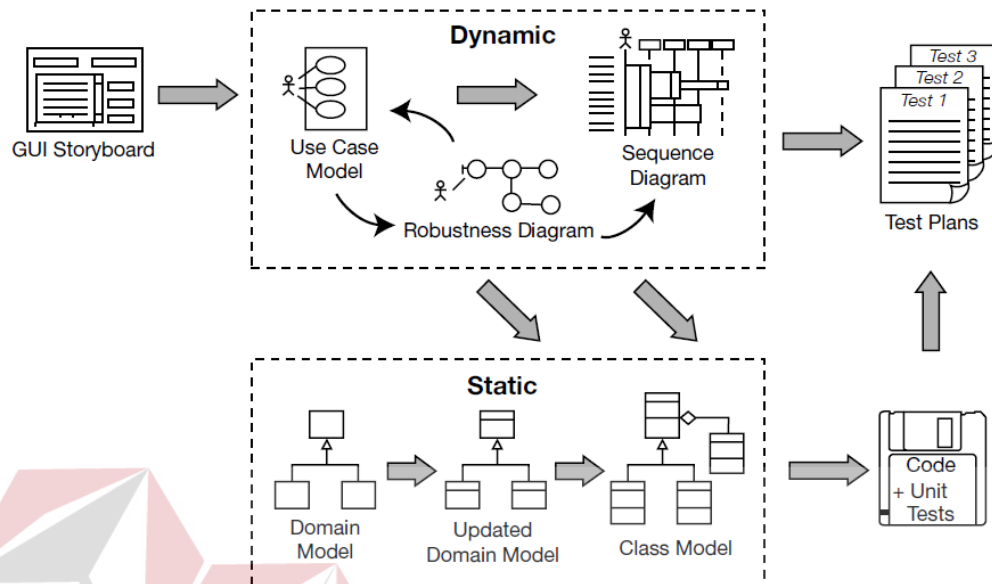 Dynamic
GUI Storyboard
Use Case
Model
Robustness Diagram
Sequence
Diagram
Test 3
Test 2
Test 1
Test Plans
Static
Domain
Model
Updated
Domain Model
Class Model
Code
+ Unit
Tests